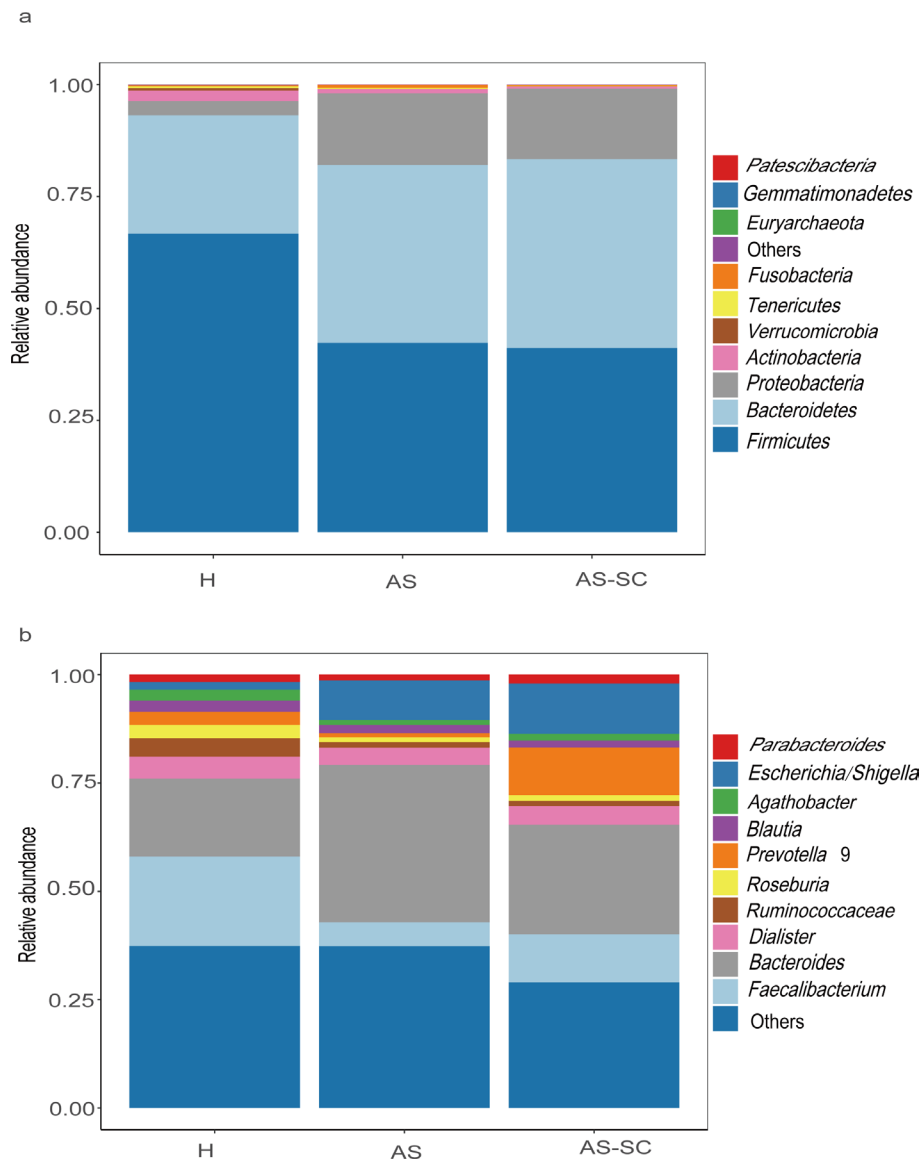 a
1.00
0.75
0.50
0.25
0.00
Relative abundance
H
AS
AS-SC
Patescibacteria
Gemmatimonadetes
Euryarchaeota
Others
Fusobacteria
Tenericutes
Verrucomicrobia
Actinobacteria
Proteobacteria
Bacteroidetes
Firmicutes
b
1.00
0.75
0.50
0.25
0.00
Relative abundance
H
AS
AS-SC
Parabacteroides
Escherichia/Shigella
Agathobacter
Blautia
Prevotella 9
Roseburia
Ruminococcaceae
Dialister
Bacteroides
Faecalibacterium
Others